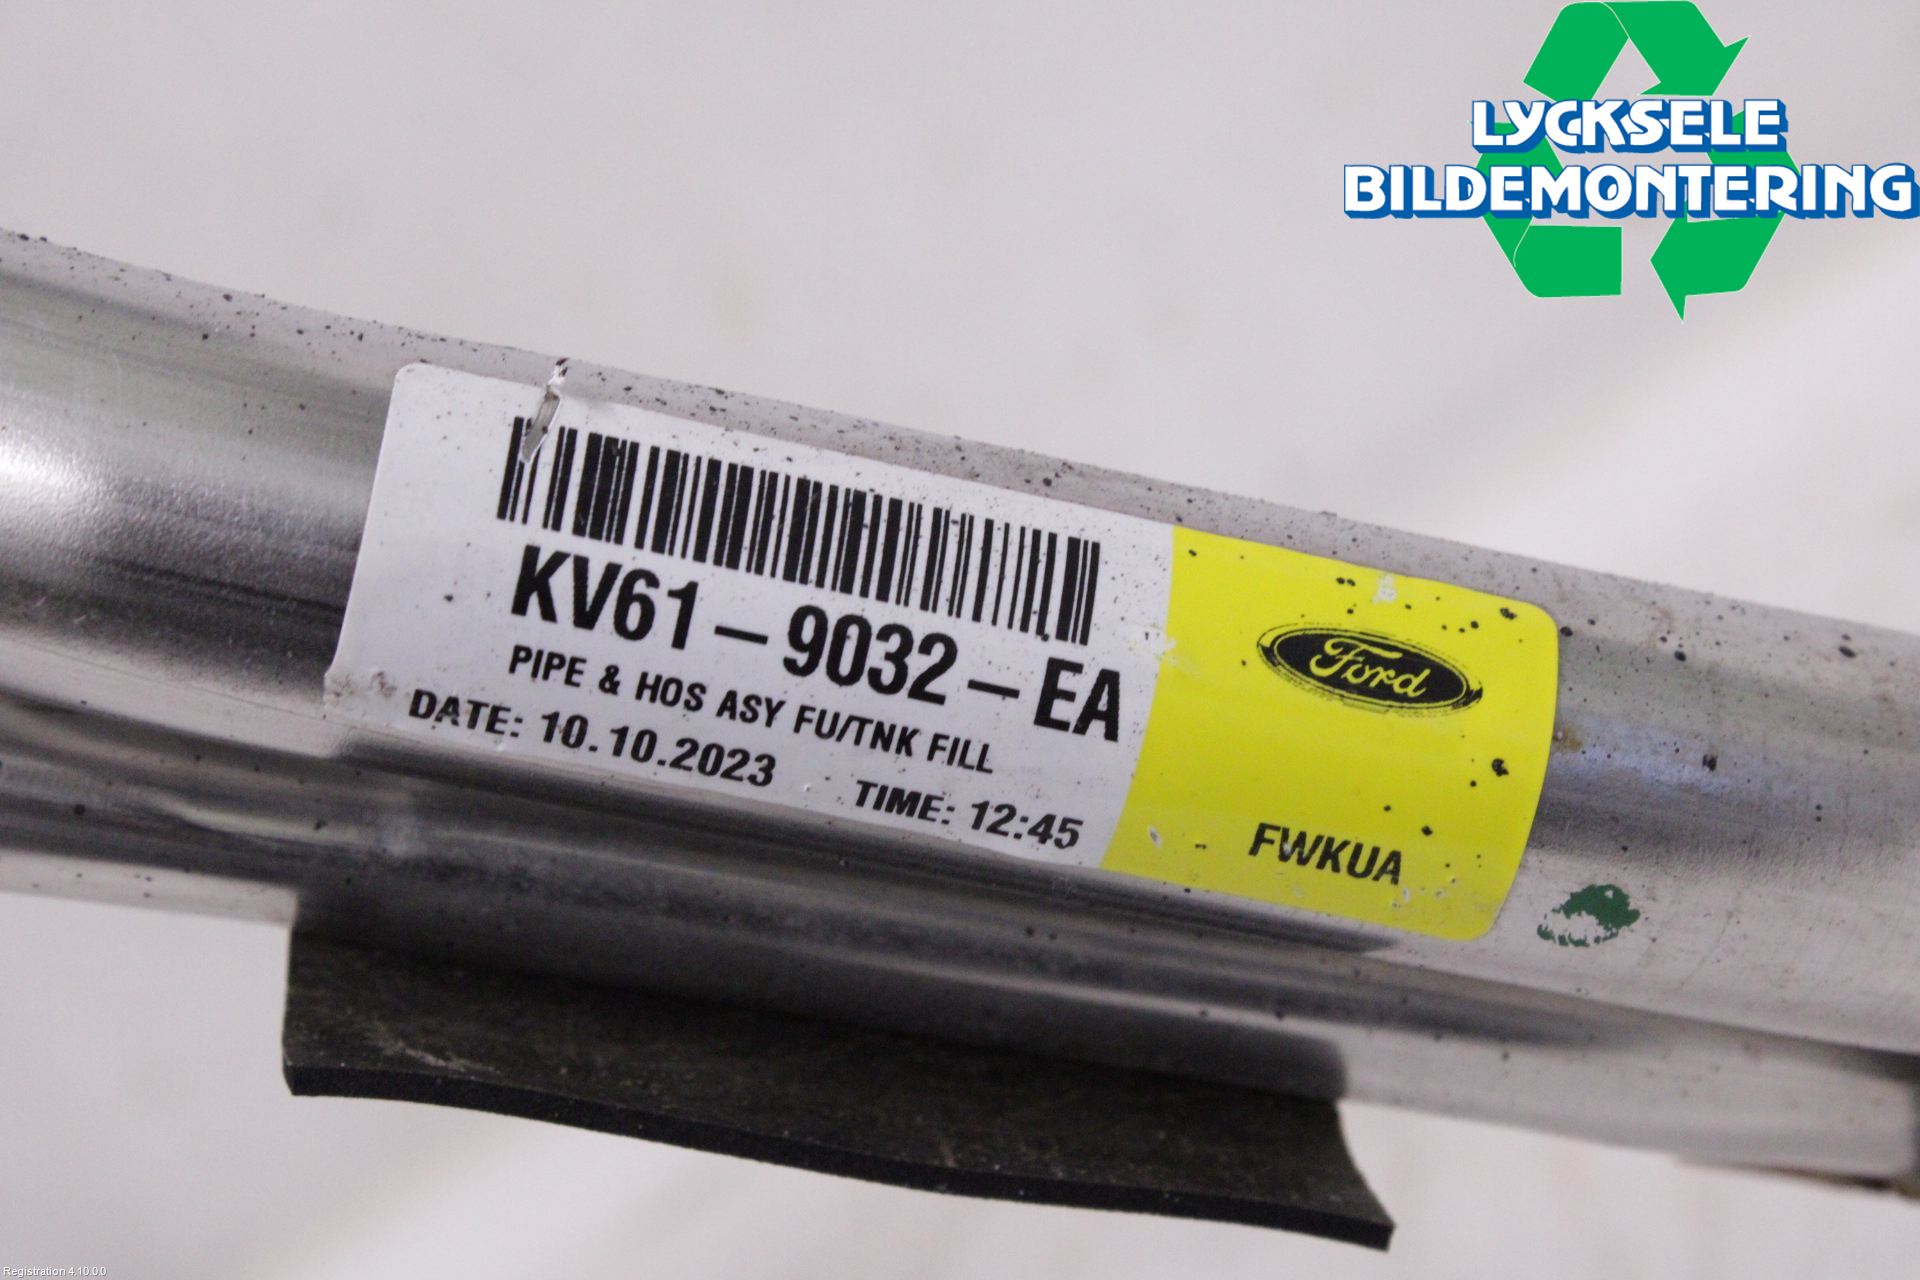 LYCKSELE
BILDEMONTERING
KV61-9032-EA
PIPE & HOS ASY FU/TNK FILL
DATE: 10.10.2023 TIME: 12:45
Ford
FWKUA
Registration 4.10.0.0